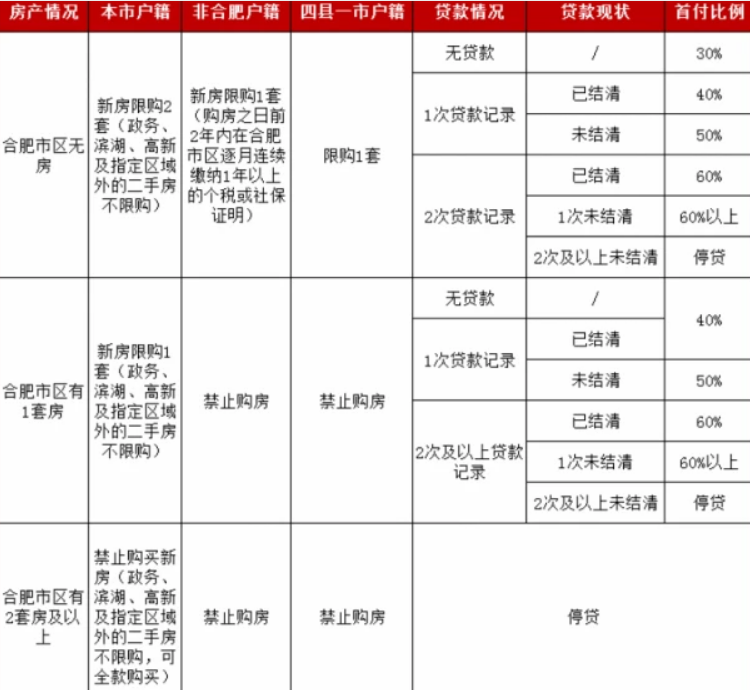 房产情况 本市户籍 非合肥户籍 四县一市户籍 贷款情况 贷款现状 首付比例
合肥市区无
房
新房限购2
套（政务、
滨湖、高新
及指定区域
外的二手房
不限购）
新房限购1套
（购房之日前
2年内在合肥
市区逐月连续
缴纳1年以上
的个税或社保
证明）
限购1套
无贷款 / 30%
1次贷款记录
已结清 40%
未结清 50%
2次贷款记录
已结清 60%
1次未结清 60%以上
2次及以上未结清 停贷
合肥市区有
1套房
新房限购1
套（政务、
滨湖、高新
及指定区域
外的二手房
不限购）
禁止购房
禁止购房
无贷款 /
40%
1次贷款记录
已结清
未结清 50%
2次及以上贷款
记录
已结清 60%
1次未结清 60%以上
2次及以上未结清 停贷
合肥市区有
2套房及以
上
禁止购买新
房（政务、
滨湖、高新
及指定区域
外的二手房
不限购，可
全款购买）
禁止购房
禁止购房
停贷